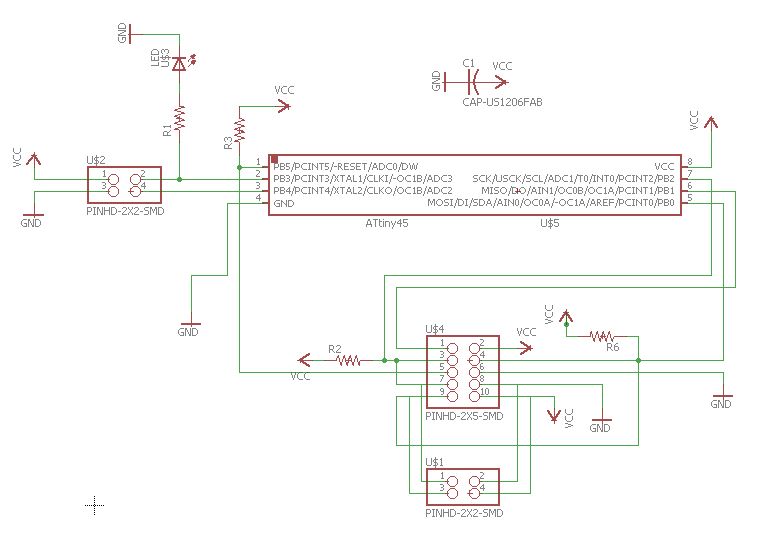 GND
LED
U$3
R1
R3
VCC
C1
GND
VCC
CAP-US1206FAB
VCC
VCC
U$2
1 2
3 4
PINHD-2X2-SMD
GND
1 PB5/PCINT5/-RESET/ADC0/DW VCC 8
2 PB3/PCINT3/XTAL1/CLKI/-OC1B/ADC3 SCK/USCK/SCL/ADC1/T0/INT0/PCINT2/PB2 7
3 PB4/PCINT4/XTAL2/CLKO/OC1B/ADC2 MISO/DO/AIN1/OC0B/OC1A/PCINT1/PB1 6
4 GND MOSI/DI/SDA/AIN0/OC0A/-OC1A/AREF/PCINT0/PB0 5
ATtiny45 U$5
GND
U$4
VCC
VCC
R6
R2
VCC
1 2
3 4
5 6
7 8
9 10
PINHD-2X5-SMD
VCC
GND
GND
U$1
1 2
3 4
PINHD-2X2-SMD